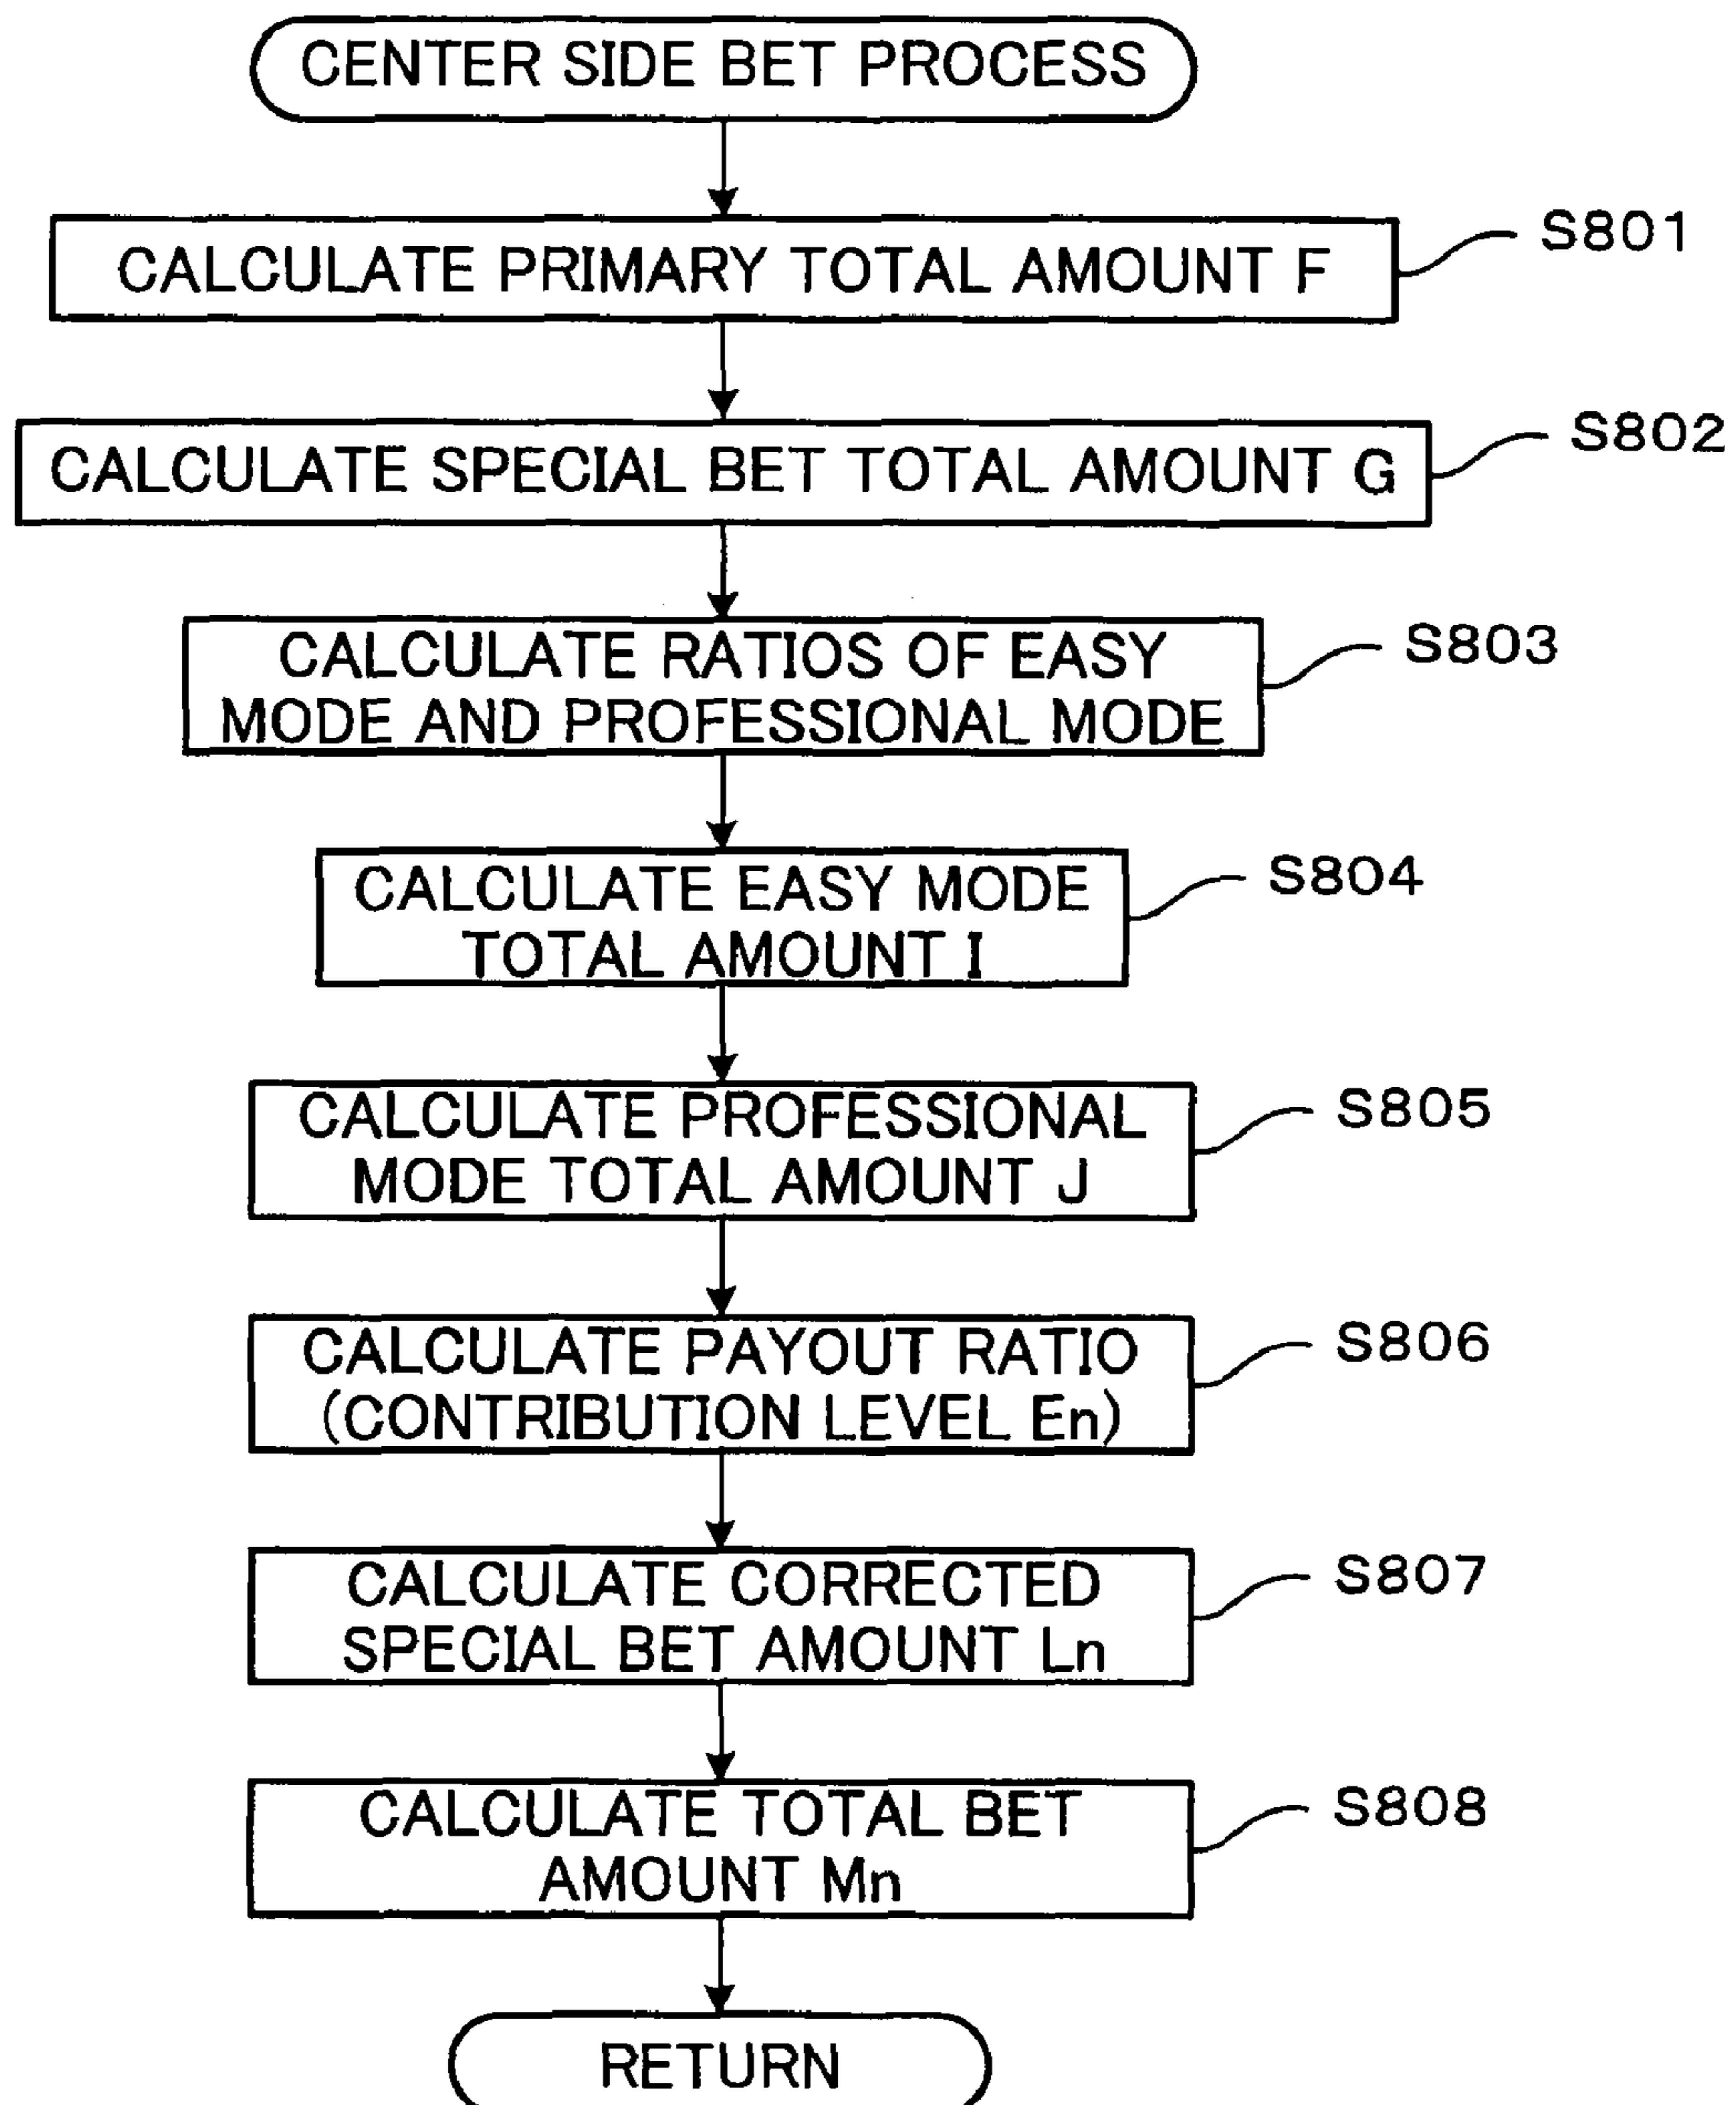 CENTER SIDE BET PROCESS
CALCULATE PRIMARY TOTAL AMOUNT F
S801
CALCULATE SPECIAL BET TOTAL AMOUNT G
S802
CALCULATE RATIOS OF EASY
MODE AND PROFESSIONAL MODE
S803
CALCULATE EASY MODE
TOTAL AMOUNT I
S804
CALCULATE PROFESSIONAL
MODE TOTAL AMOUNT J
S805
CALCULATE PAYOUT RATIO
(CONTRIBUTION LEVEL En)
S806
CALCULATE CORRECTED
SPECIAL BET AMOUNT Ln
S807
CALCULATE TOTAL BET
AMOUNT Mn
S808
RETURN